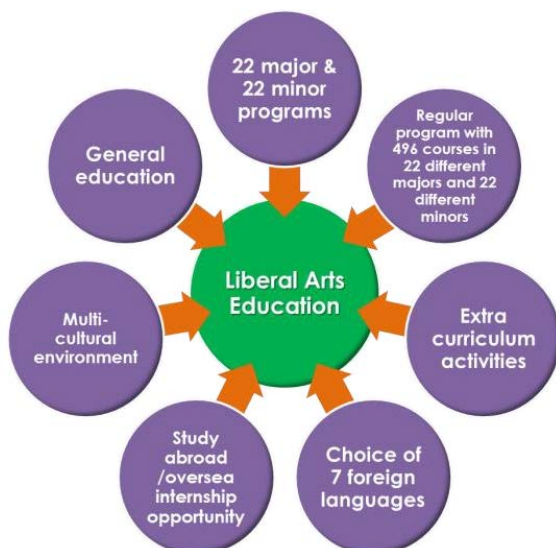 22 major &
22 minor
programs
Regular
program with
496 courses in
22 different
majors and 22
different
minors
General
education
Liberal Arts
Education
Multi-
cultural
environment
Extra
curriculum
activities
Study
abroad
/oversea
internship
opportunity
Choice of
7 foreign
languages